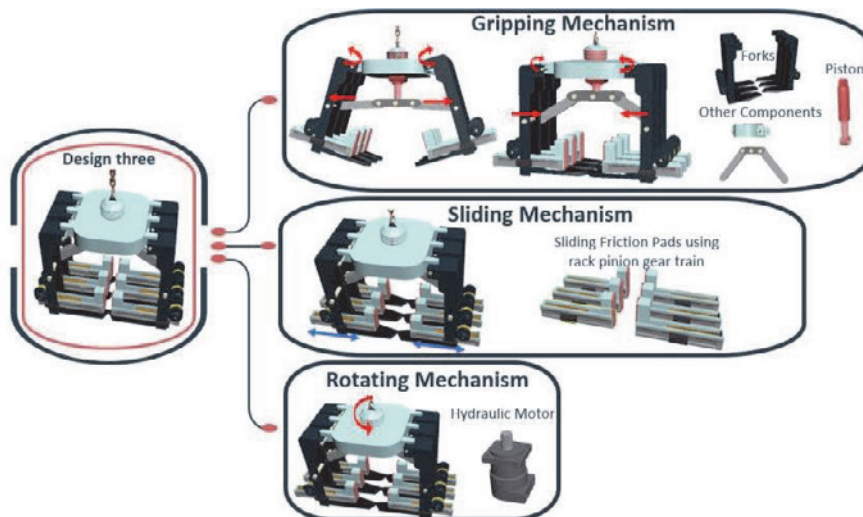 Gripping Mechanism
Forks
Piston
Other Components
Design three
Sliding Mechanism
Sliding Friction Pads using
rack pinion gear train
Rotating Mechanism
Hydraulic Motor